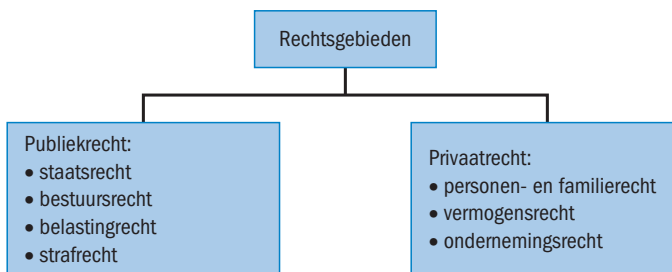 Rechtsgebieden
Publiekrecht:
• staatsrecht
• bestuursrecht
• belastingrecht
• strafrecht
Privaatrecht:
• personen- en familierecht
• vermogensrecht
• ondernemingsrecht